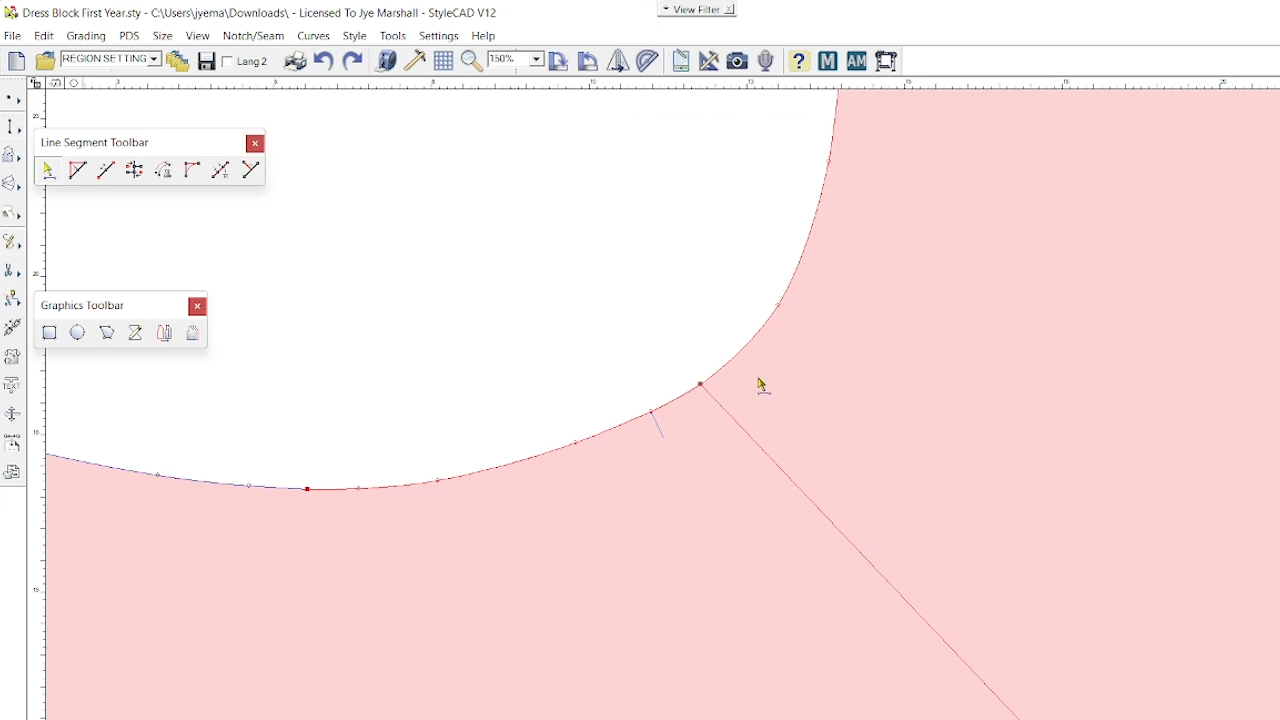 Dress Block First Year.sty - C:\Users\jyema\Downloads\ - Licensed To Jye Marshall - StyleCAD V12
View Filter
File Edit Grading PDS Size View Notch/Seam Curves Style Tools Settings Help
REGION SETTING Lang 2 150% ? M AM
Line Segment Toolbar
Graphics Toolbar
TEXT